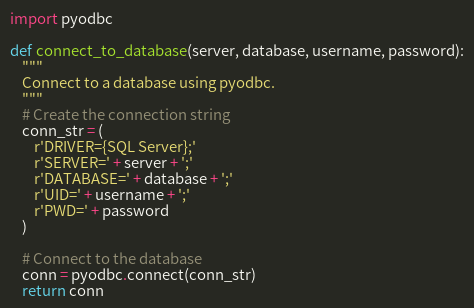 import pyodbc

def connect_to_database(server, database, username, password):
    """
    Connect to a database using pyodbc.
    """
    # Create the connection string
    conn_str = (
        r'DRIVER={SQL Server};'
        r'SERVER=' + server + ';'
        r'DATABASE=' + database + ';'
        r'UID=' + username + ';'
        r'PWD=' + password
    )

    # Connect to the database
    conn = pyodbc.connect(conn_str)
    return conn